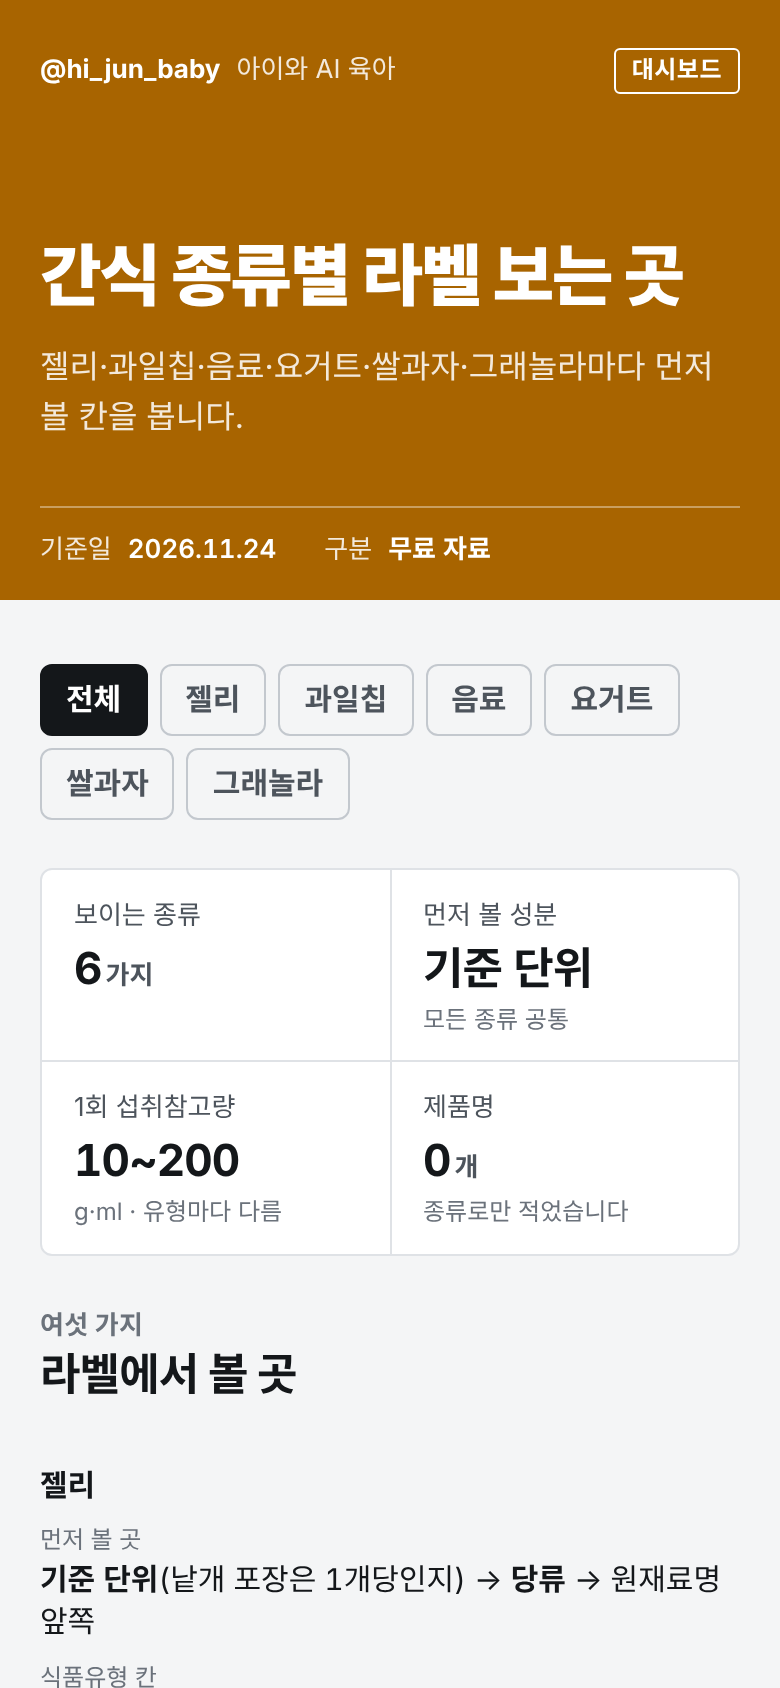 @hi_jun_baby 아이와 AI 육아
대시보드
간식 종류별 라벨 보는 곳
젤리·과일칩·음료·요거트·쌀과자·그래놀라마다 먼저
볼 칸을 봅니다.
기준일 2026.11.24 구분 무료 자료
전체 젤리 과일칩 음료 요거트
쌀과자 그래놀라
보이는 종류
6가지
먼저 볼 성분
기준 단위
모든 종류 공통
1회 섭취참고량
10~200
g·ml · 유형마다 다름
제품명
0개
종류로만 적었습니다
여섯 가지
라벨에서 볼 곳
젤리
먼저 볼 곳
기준 단위(낱개 포장은 1개당인지) → 당류 → 원재료명
앞쪽
식품유형 칸